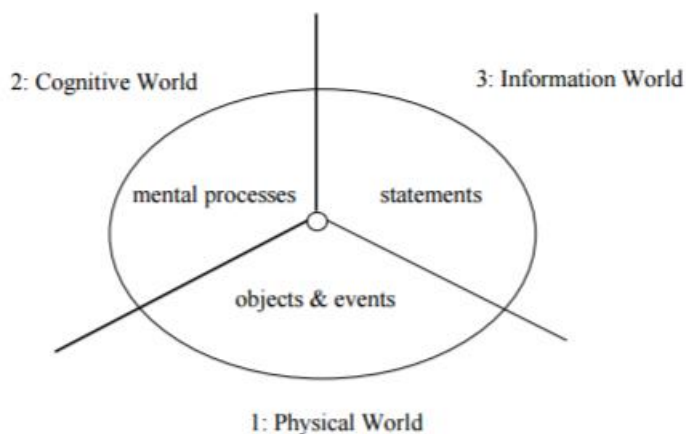 2: Cognitive World
3: Information World
mental processes
statements
objects & events
1: Physical World